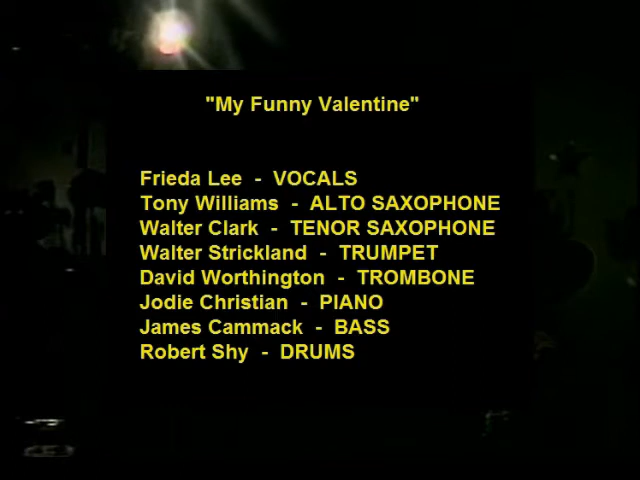 "My Funny Valentine"
Frieda Lee - VOCALS
Tony Williams - ALTO SAXOPHONE
Walter Clark - TENOR SAXOPHONE
Walter Strickland - TRUMPET
David Worthington - TROMBONE
Jodie Christian - PIANO
James Cammack - BASS
Robert Shy - DRUMS